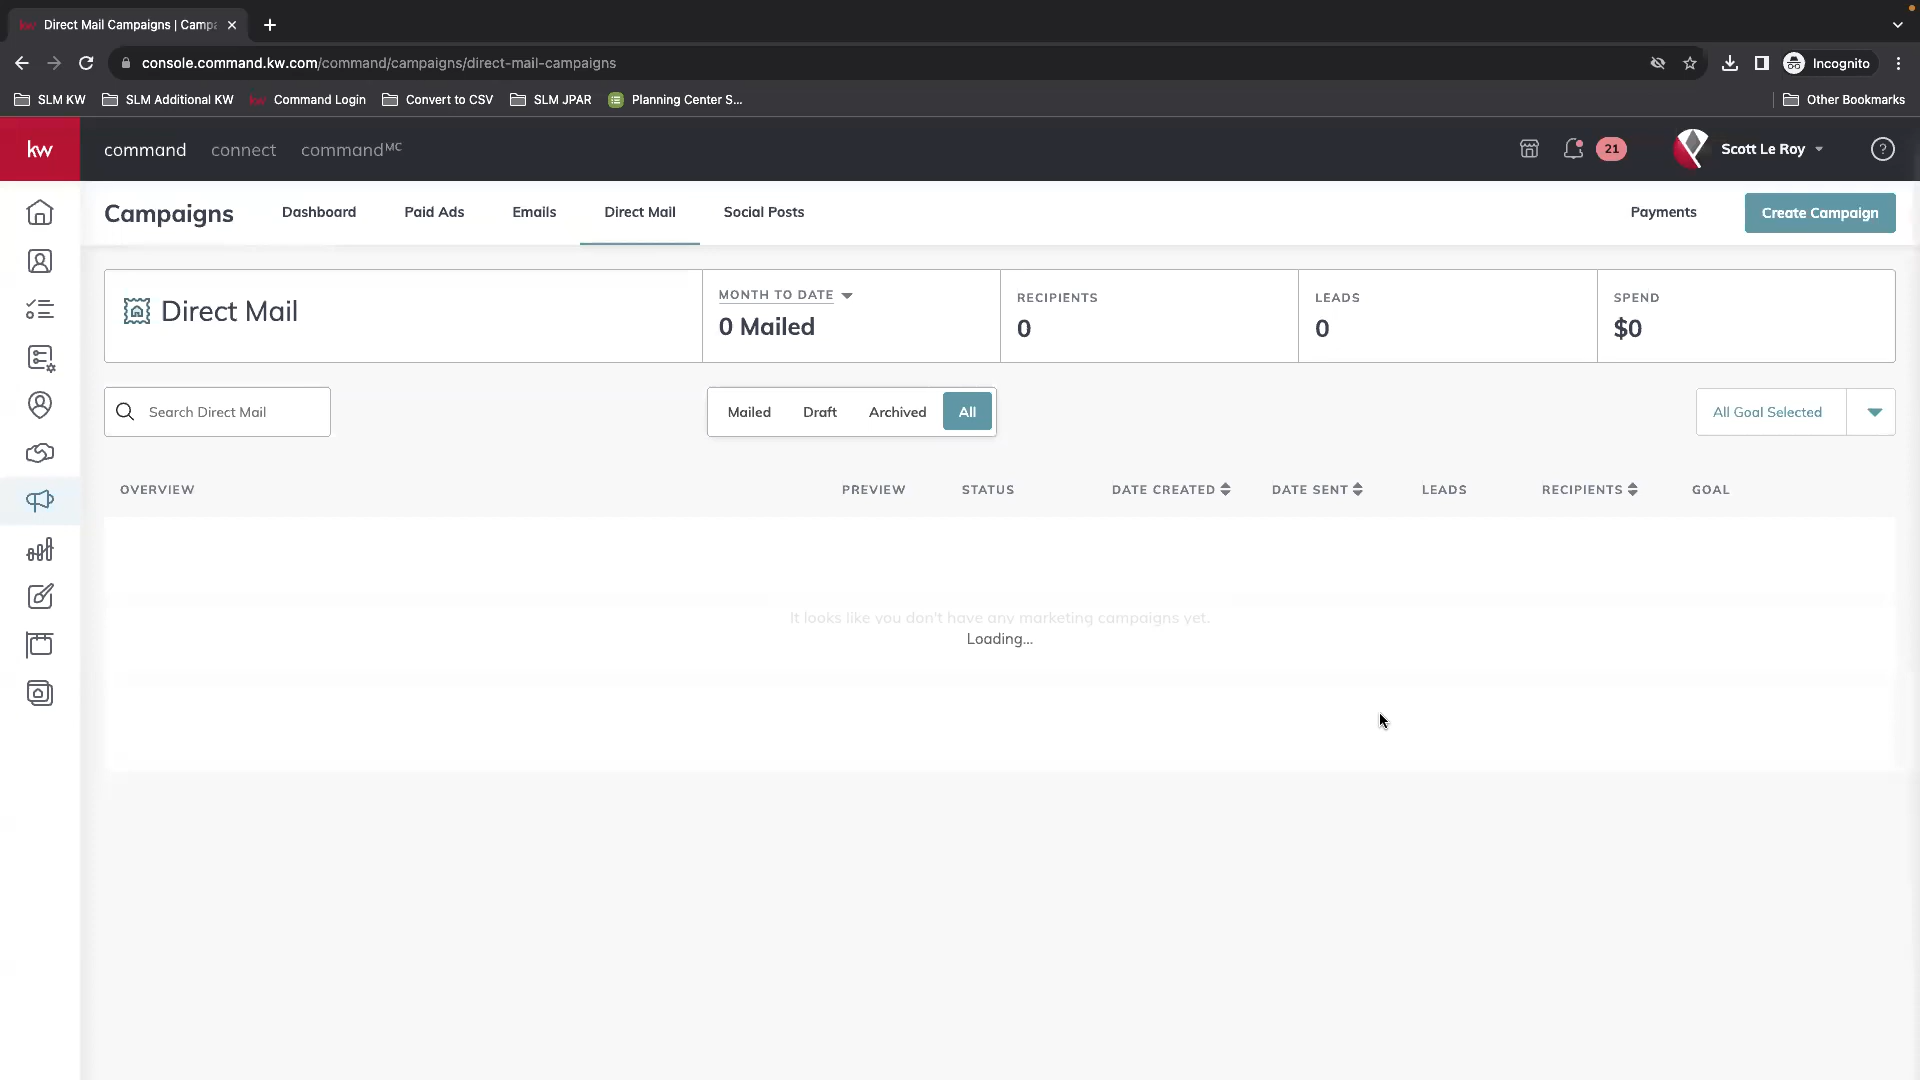 kw Direct Mail Campaigns | Campa
console.command.kw.com/command/campaigns/direct-mail-campaigns
Incognito
SLM KW
SLM Additional KW
kw Command Login
Convert to CSV
SLM JPAR
Planning Center S...
Other Bookmarks
kw
command
connect
commandMC
21
Scott Le Roy
?
Campaigns
Dashboard
Paid Ads
Emails
Direct Mail
Social Posts
Payments
Create Campaign
Direct Mail
MONTH TO DATE
0 Mailed
RECIPIENTS
0
LEADS
0
SPEND
$0
Search Direct Mail
Mailed
Draft
Archived
All
All Goal Selected
OVERVIEW
PREVIEW
STATUS
DATE CREATED
DATE SENT
LEADS
RECIPIENTS
GOAL
It looks like you don't have any marketing campaigns yet.
Loading...